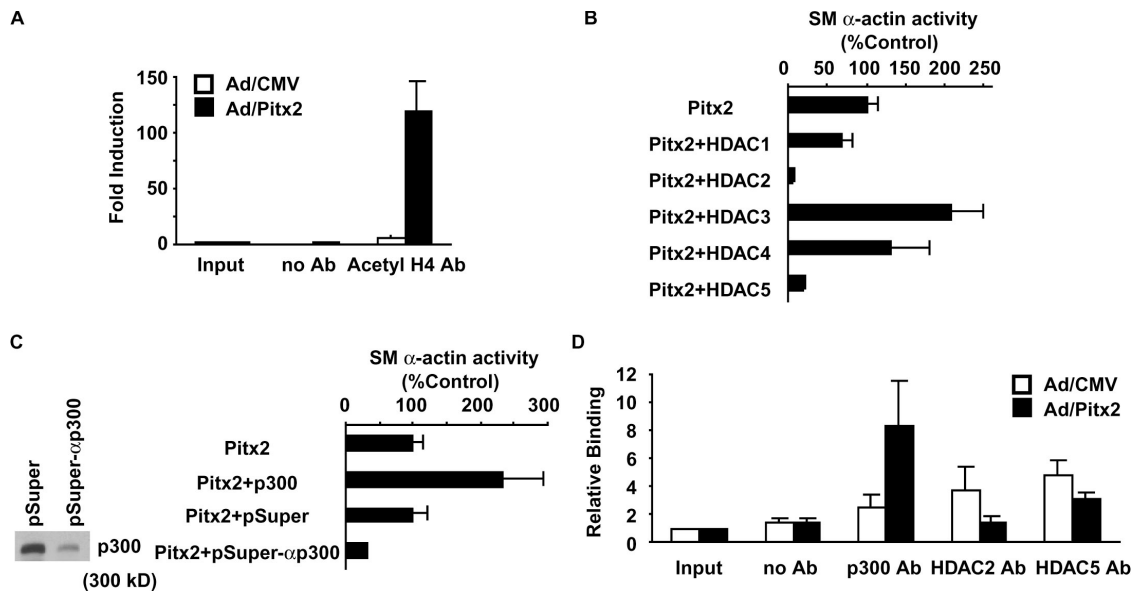 A
Fold Induction
150
100
50
0
Ad/CMV
Ad/Pitx2
Input
no Ab
Acetyl H4 Ab
B
SM α-actin activity
(%Control)
0 50 100 150 200 250
Pitx2
Pitx2+HDAC1
Pitx2+HDAC2
Pitx2+HDAC3
Pitx2+HDAC4
Pitx2+HDAC5
C
pSuper
pSuper-αp300
p300
(300 kD)
SM α-actin activity
(%Control)
0 100 200 300
Pitx2
Pitx2+p300
Pitx2+pSuper
Pitx2+pSuper-αp300
D
Relative Binding
12
10
8
6
4
2
0
Ad/CMV
Ad/Pitx2
Input
no Ab
p300 Ab
HDAC2 Ab
HDAC5 Ab